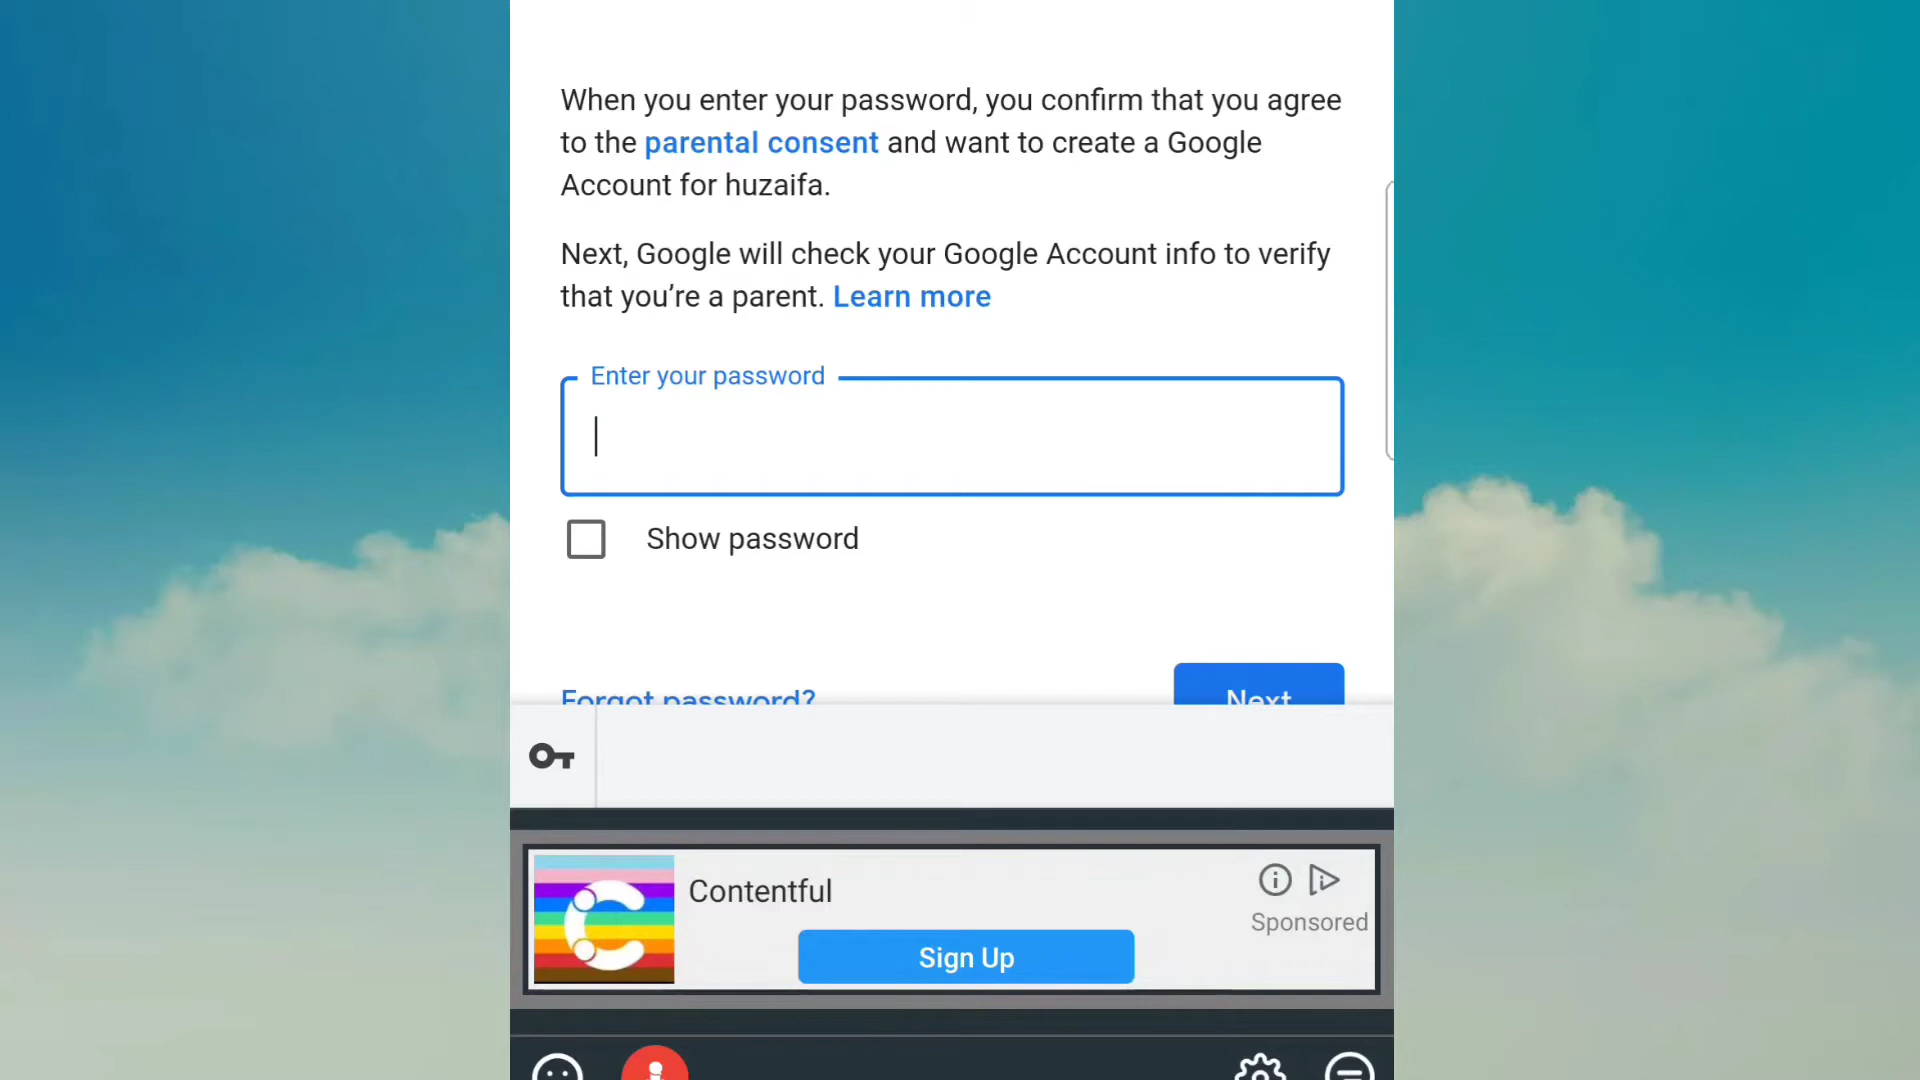 When you enter your password, you confirm that you agree
to the parental consent and want to create a Google
Account for huzaifa.
Next, Google will check your Google Account info to verify
that you’re a parent. Learn more
Enter your password
Show password
Forgot password?
Next
Contentful
Sponsored
Sign Up